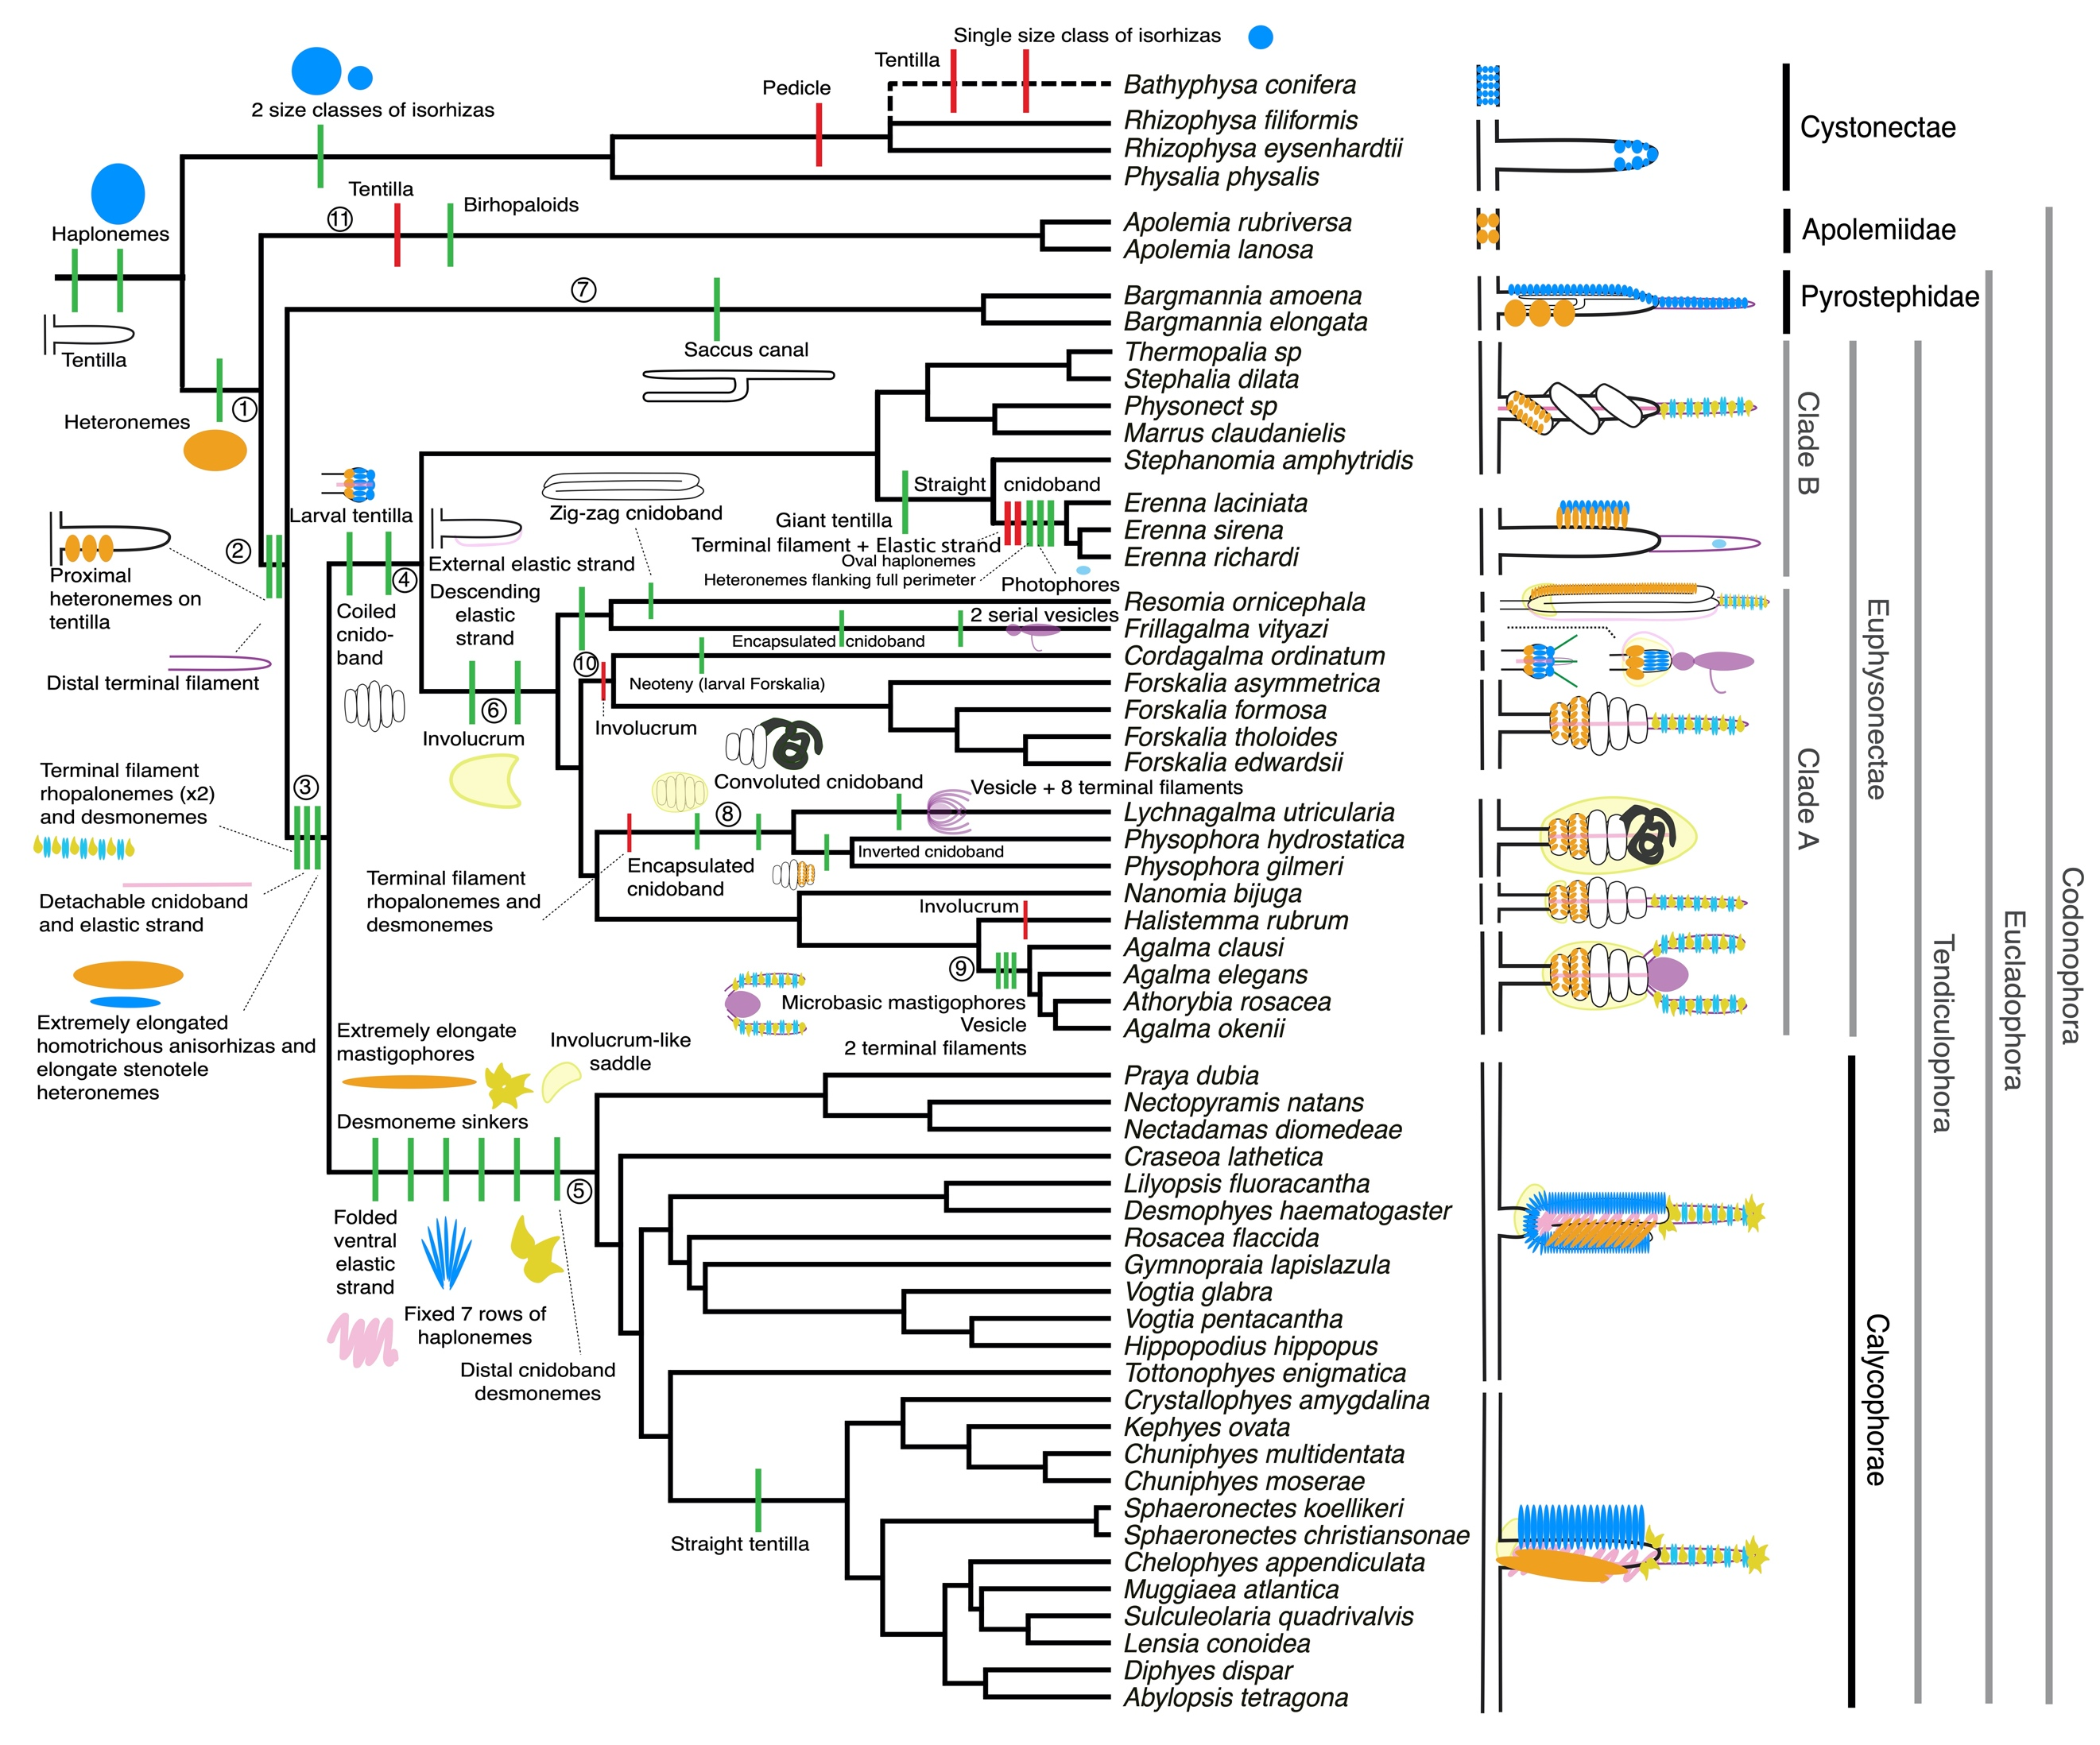 Single size class of isorhizas
Tentilla
Bathyphysa conifera
Pedicle
2 size classes of isorhizas
Rhizophysa filiformis
Rhizophysa eysenhardtii
Physalia physalis
Cystonectae
Tentilla
Birhopaloids
11
Haplonemes
Apolemia rubriversa
Apolemia lanosa
Apolemiidae
7
Bargmannia amoena
Bargmannia elongata
Pyrostephidae
Tentilla
Saccus canal
Heteronemes
1
Thermopalia sp
Stephalia dilata
Physonect sp
Marrus claudanielis
Stephanomia amphytridis
Clade B
Straight cnidoband
Giant tentilla
Erenna laciniata
Erenna sirena
Erenna richardi
Terminal filament + Elastic strand
Oval haplonemes
Heteronemes flanking full perimeter
Photophores
Zig-zag cnidoband
Larval tentilla
External elastic strand
2
4
Proximal
heteronemes on
tentilla
Coiled
cnido-
band
Descending
elastic
strand
Resomia ornicephala
2 serial vesicles
Frillagalma vityazi
Encapsulated cnidoband
Cordagalma ordinatum
10
Neoteny (larval Forskalia)
Forskalia asymmetrica
Forskalia formosa
Forskalia tholoides
Forskalia edwardsii
Distal terminal filament
6
Involucrum
Involucrum
Convoluted cnidoband
Vesicle + 8 terminal filaments
Clade A
Euphysonectae
3
Terminal filament
rhopalonemes (x2)
and desmonemes
8
Lychnagalma utricularia
Physophora hydrostatica
Inverted cnidoband
Physophora gilmeri
Encapsulated
cnidoband
Terminal filament
rhopalonemes and
desmonemes
Detachable cnidoband
and elastic strand
Nanomia bijuga
Involucrum
Halistemma rubrum
Agalma clausi
9
Agalma elegans
Athorybia rosacea
Agalma okenii
Microbasic mastigophores
Vesicle
2 terminal filaments
Tendiculophora
Eucladophora
Codonophora
Extremely elongated
homotrichous anisorhizas and
elongate stenotele
heteronemes
Extremely elongate
mastigophores
Involucrum-like
saddle
Desmoneme sinkers
5
Praya dubia
Nectopyramis natans
Nectadamas diomedeae
Craseoa lathetica
Lilyopsis fluoracantha
Desmophyes haematogaster
Rosacea flaccida
Gymnopraia lapislazula
Vogtia glabra
Vogtia pentacantha
Hippopodius hippopus
Folded
ventral
elastic
strand
Fixed 7 rows of
haplonemes
Distal cnidoband
desmonemes
Calycophorae
Tottonophyes enigmatica
Crystallophyes amygdalina
Kephyes ovata
Chuniphyes multidentata
Chuniphyes moserae
Straight tentilla
Sphaeronectes koellikeri
Sphaeronectes christiansonae
Chelophyes appendiculata
Muggiaea atlantica
Sulculeolaria quadrivalvis
Lensia conoidea
Diphyes dispar
Abylopsis tetragona